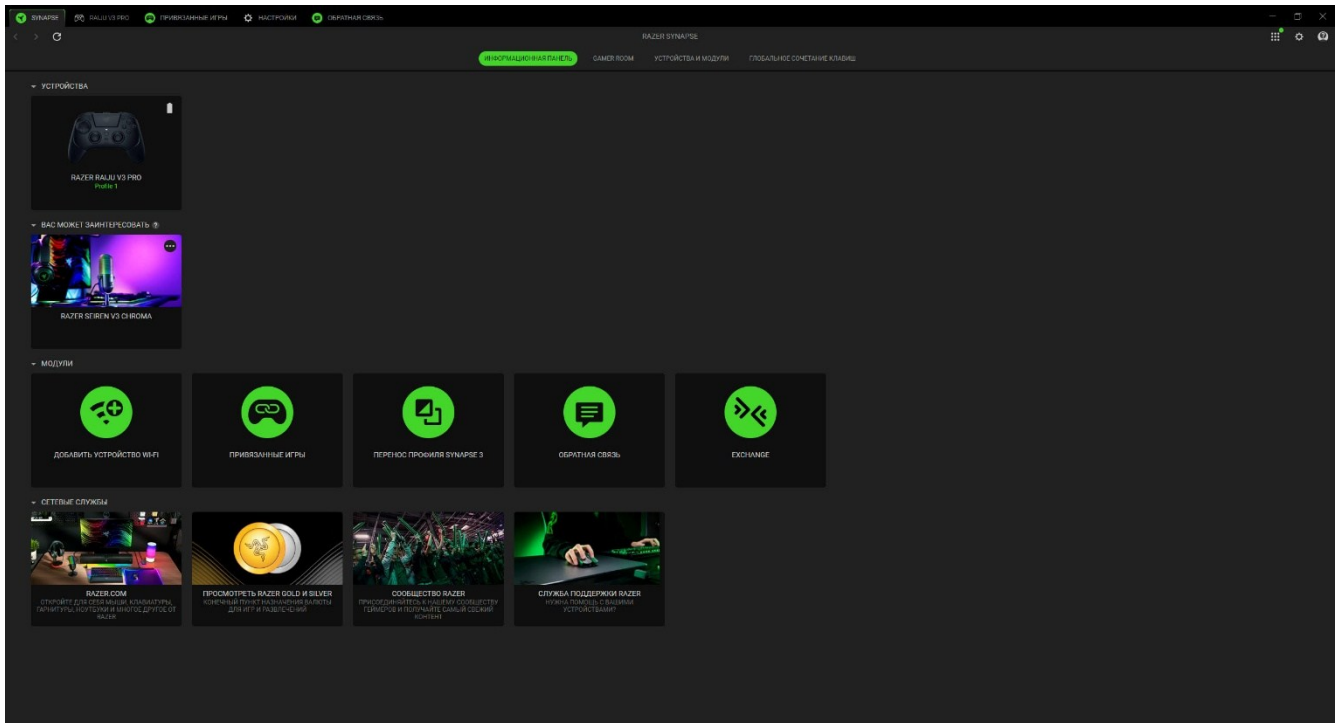 SYNAPSE
RAIJU V3 PRO
ПРИВЯЗАННЫЕ ИГРЫ
НАСТРОЙКИ
ОБРАТНАЯ СВЯЗЬ
RAZER SYNAPSE
ИНФОРМАЦИОННАЯ ПАНЕЛЬ
GAMER ROOM
УСТРОЙСТВА И МОДУЛИ
ГЛОБАЛЬНОЕ СОЧЕТАНИЕ КЛАВИШ
УСТРОЙСТВА
RAZER RAIJU V3 PRO
Profile 1
ВАС МОЖЕТ ЗАИНТЕРЕСОВАТЬ ?
RAZER SEIREN V3 CHROMA
МОДУЛИ
ДОБАВИТЬ УСТРОЙСТВО WI-FI
ПРИВЯЗАННЫЕ ИГРЫ
ПЕРЕНОС ПРОФИЛЯ SYNAPSE 3
ОБРАТНАЯ СВЯЗЬ
EXCHANGE
СЕТЕВЫЕ СЛУЖБЫ
RAZER.COM
ОТКРОЙТЕ ДЛЯ СЕБЯ МЫШИ, КЛАВИАТУРЫ,
ГАРНИТУРЫ, НОУТБУКИ И МНОГОЕ ДРУГОЕ ОТ
RAZER
ПРОСМОТРЕТЬ RAZER GOLD И SILVER
КОНЕЧНЫЙ ПУНКТ НАЗНАЧЕНИЯ ВАЛЮТЫ
ДЛЯ ИГР И РАЗВЛЕЧЕНИЙ
СООБЩЕСТВО RAZER
ПРИСОЕДИНЯЙТЕСЬ К НАШЕМУ СООБЩЕСТВУ
ГЕЙМЕРОВ И ПОЛУЧАЙТЕ САМЫЙ СВЕЖИЙ
КОНТЕНТ
СЛУЖБА ПОДДЕРЖКИ RAZER
НУЖНА ПОМОЩЬ С ВАШИМИ
УСТРОЙСТВАМИ?